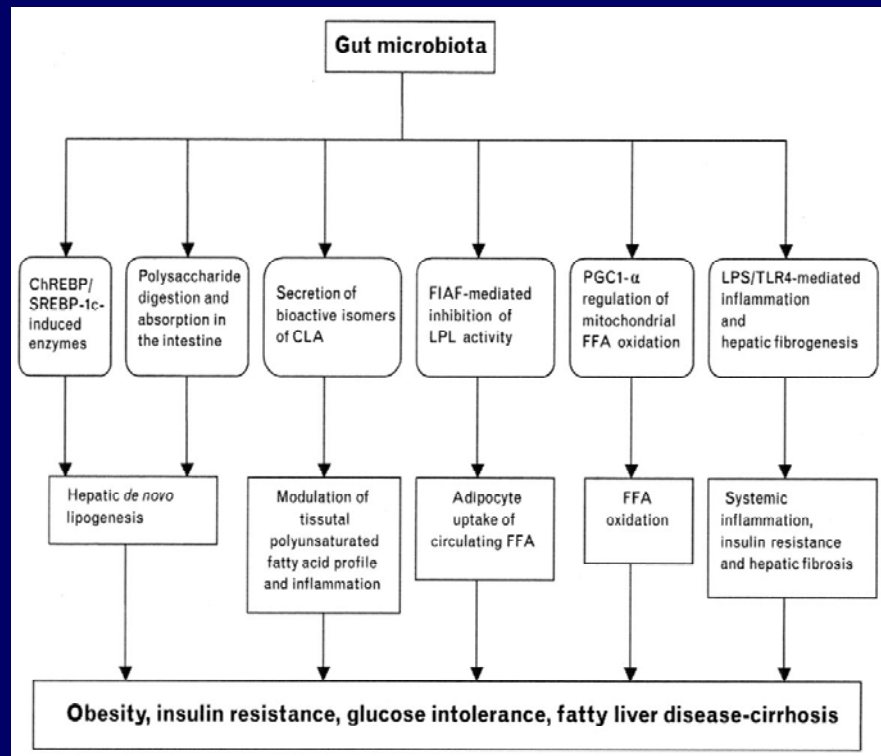 Gut microbiota
ChREBP/
SREBP-1c-
induced
enzymes
Polysaccharide
digestion and
absorption in
the intestine
Secretion of
bioactive isomers
of CLA
FIAF-mediated
inhibition of
LPL activity
PGC1-α
regulation of
mitochondrial
FFA oxidation
LPS/TLR4-mediated
inflammation
and
hepatic fibrogenesis
Hepatic de novo
lipogenesis
Modulation of
tissutal
polyunsaturated
fatty acid profile
and inflammation
Adipocyte
uptake of
circulating FFA
FFA
oxidation
Systemic
inflammation,
insulin resistance
and hepatic fibrosis
Obesity, insulin resistance, glucose intolerance, fatty liver disease-cirrhosis